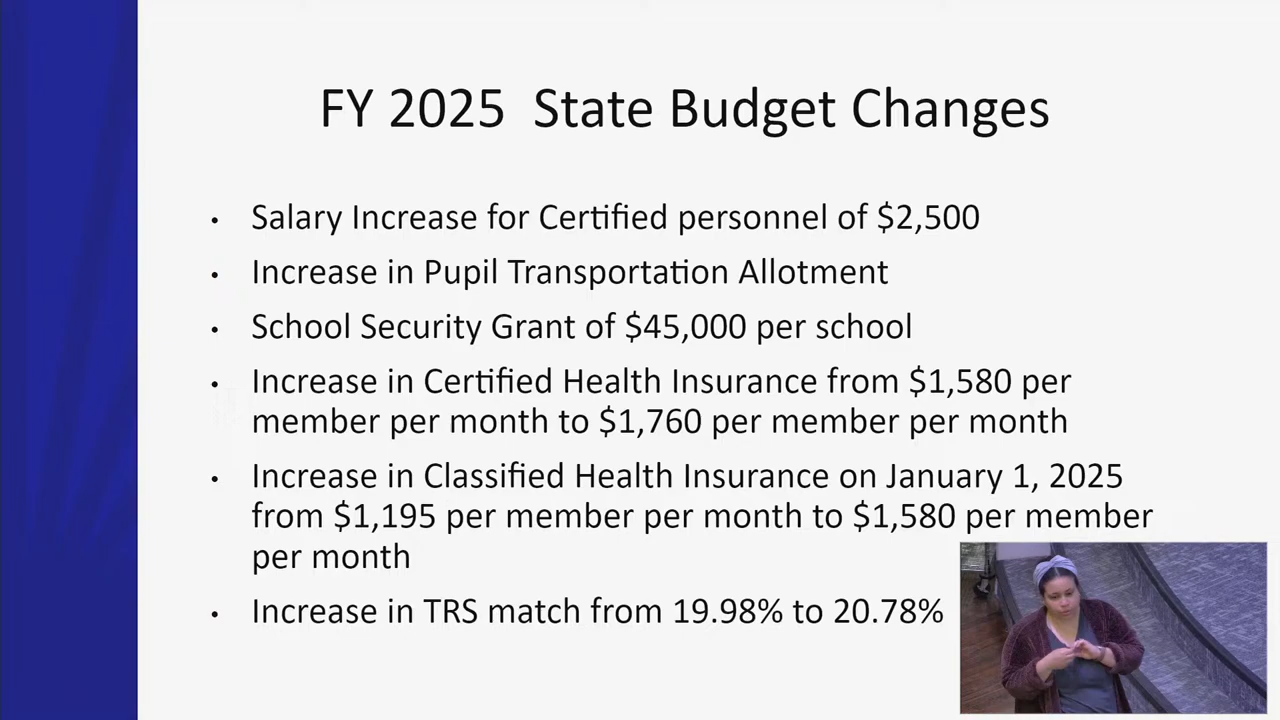 FY 2025 State Budget Changes
• Salary Increase for Certified personnel of $2,500
• Increase in Pupil Transportation Allotment
• School Security Grant of $45,000 per school
• Increase in Certified Health Insurance from $1,580 per
member per month to $1,760 per member per month
• Increase in Classified Health Insurance on January 1, 2025
from $1,195 per member per month to $1,580 per member
per month
• Increase in TRS match from 19.98% to 20.78%